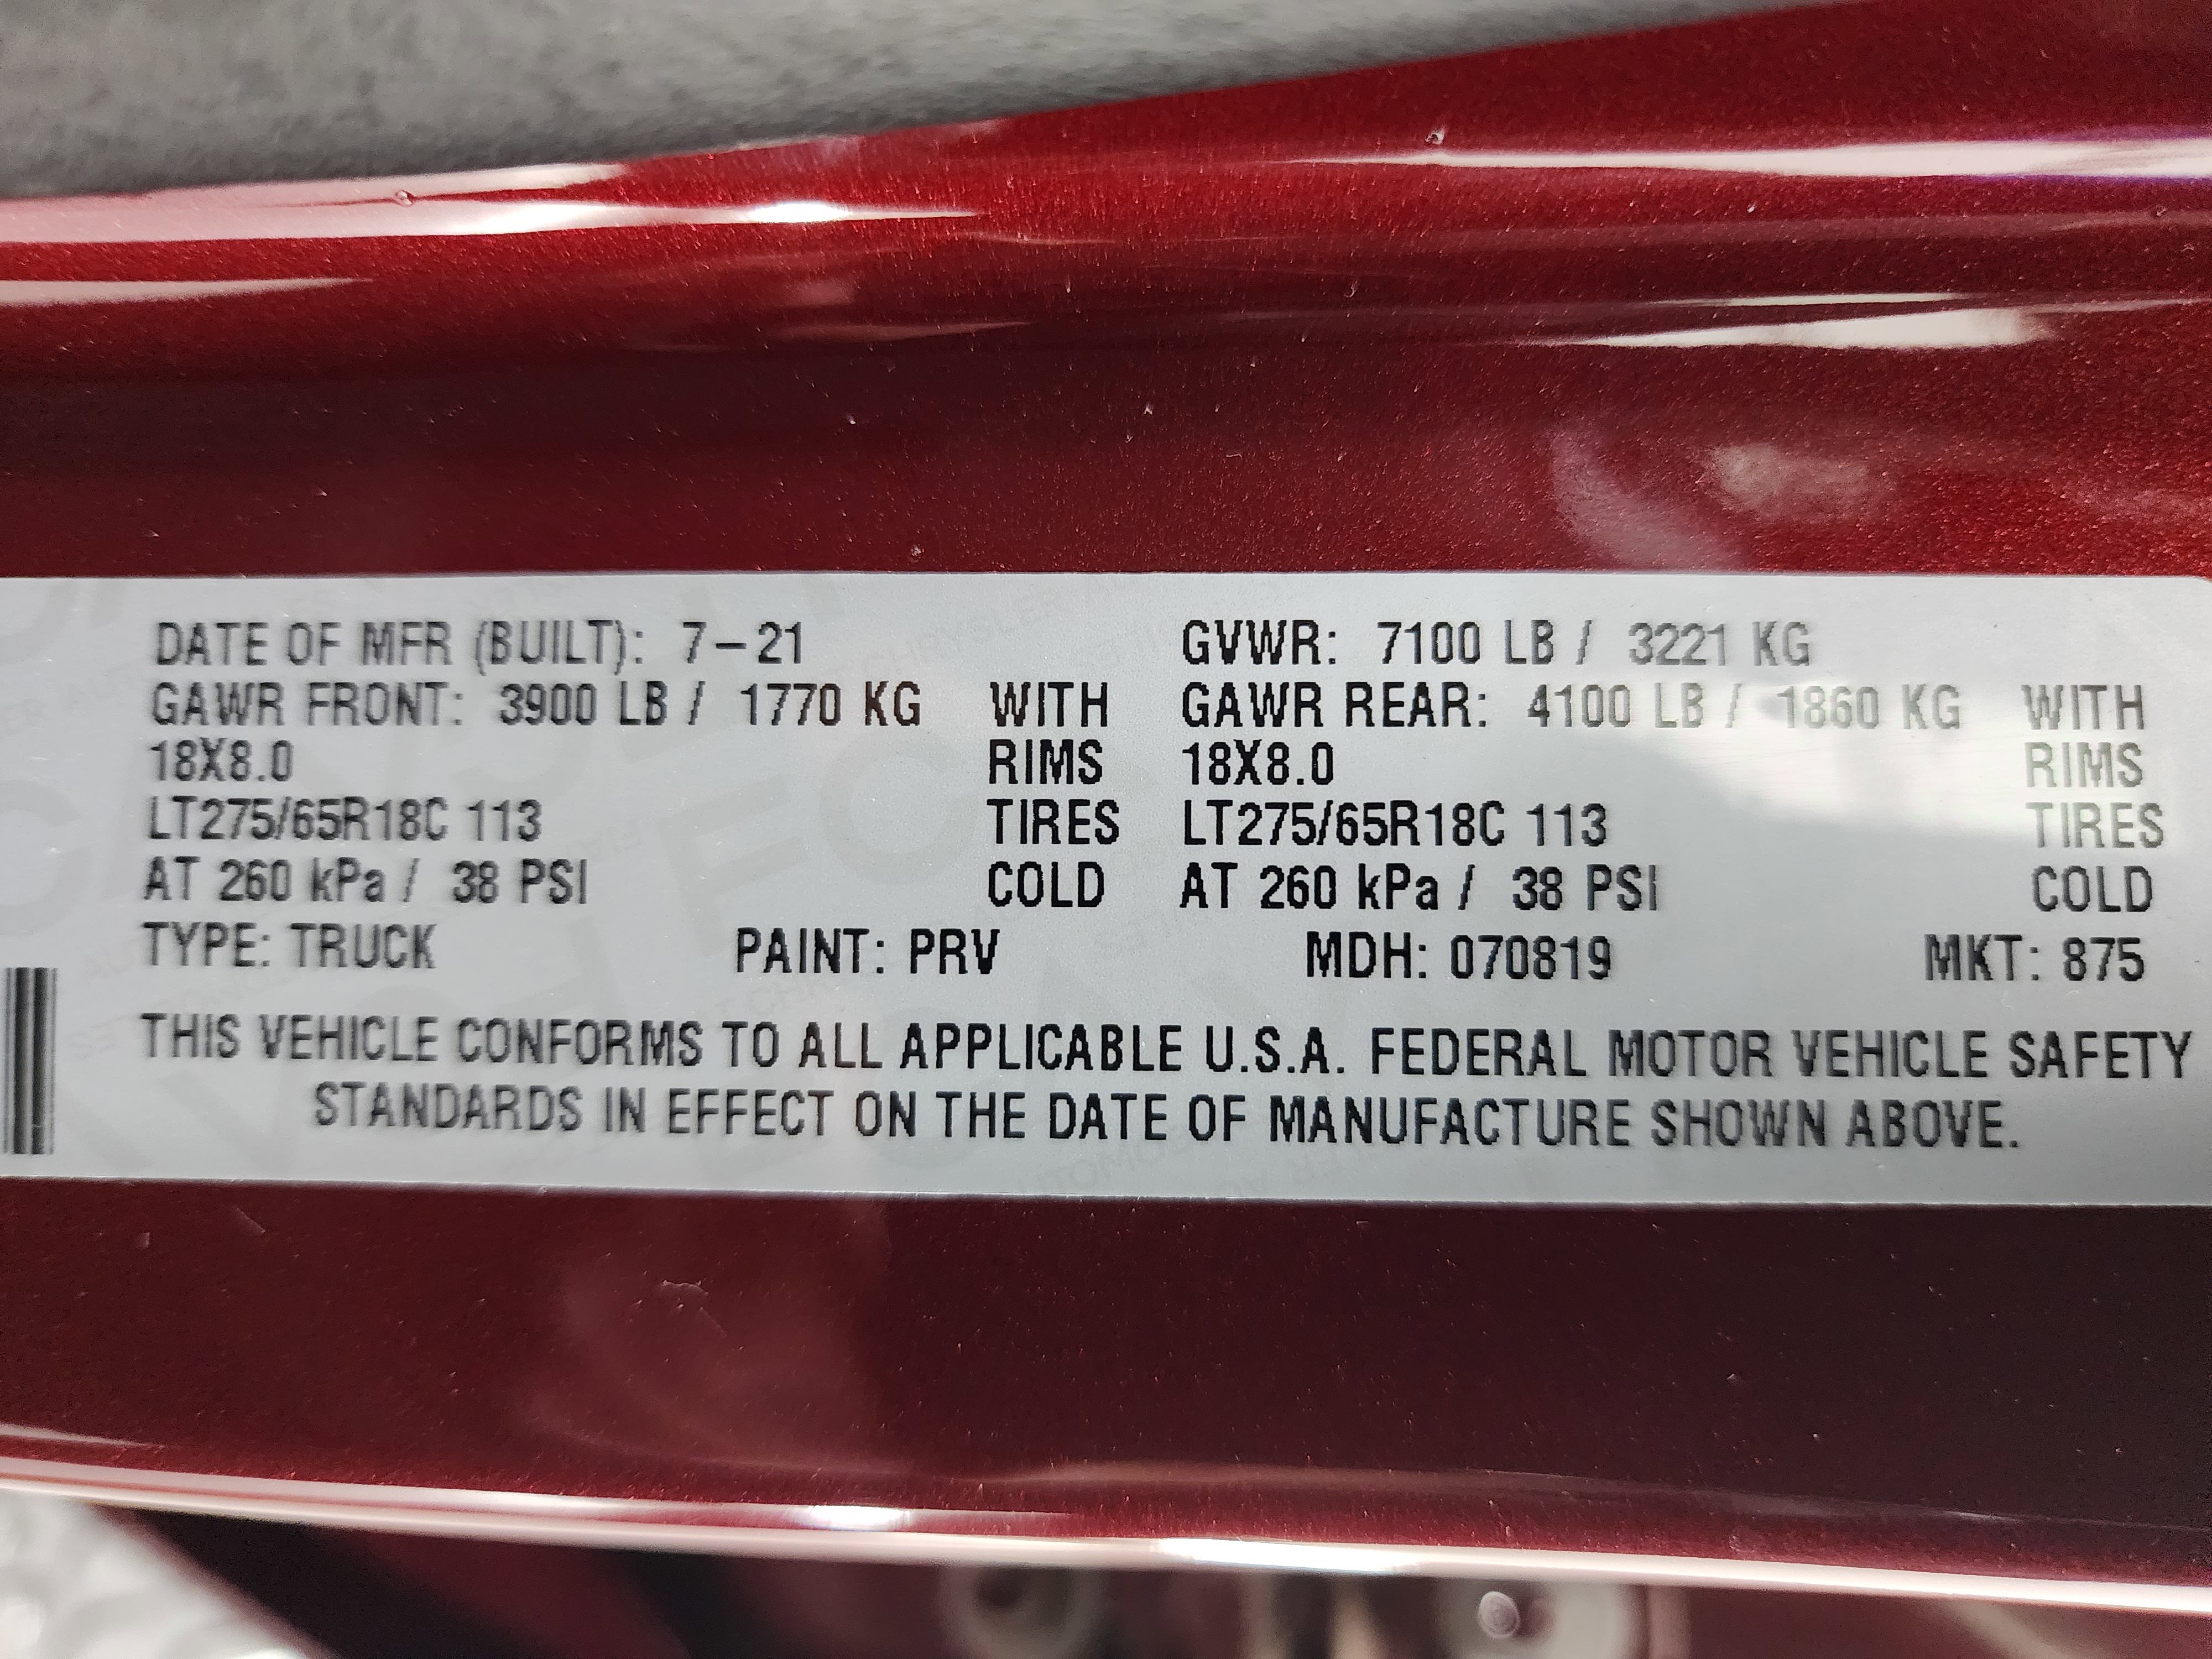 DATE OF MFR (BUILT): 7-21 GVWR: 7100 LB / 3221 KG
GAWR FRONT: 3900 LB / 1770 KG WITH GAWR REAR: 4100 LB / 1860 KG WITH
18X8.0 RIMS 18X8.0 RIMS
LT275/65R18C 113 TIRES LT275/65R18C 113 TIRES
AT 260 kPa / 38 PSI COLD AT 260 kPa / 38 PSI COLD
TYPE: TRUCK PAINT: PRV MDH: 070819 MKT: 875
THIS VEHICLE CONFORMS TO ALL APPLICABLE U.S.A. FEDERAL MOTOR VEHICLE SAFETY
STANDARDS IN EFFECT ON THE DATE OF MANUFACTURE SHOWN ABOVE.